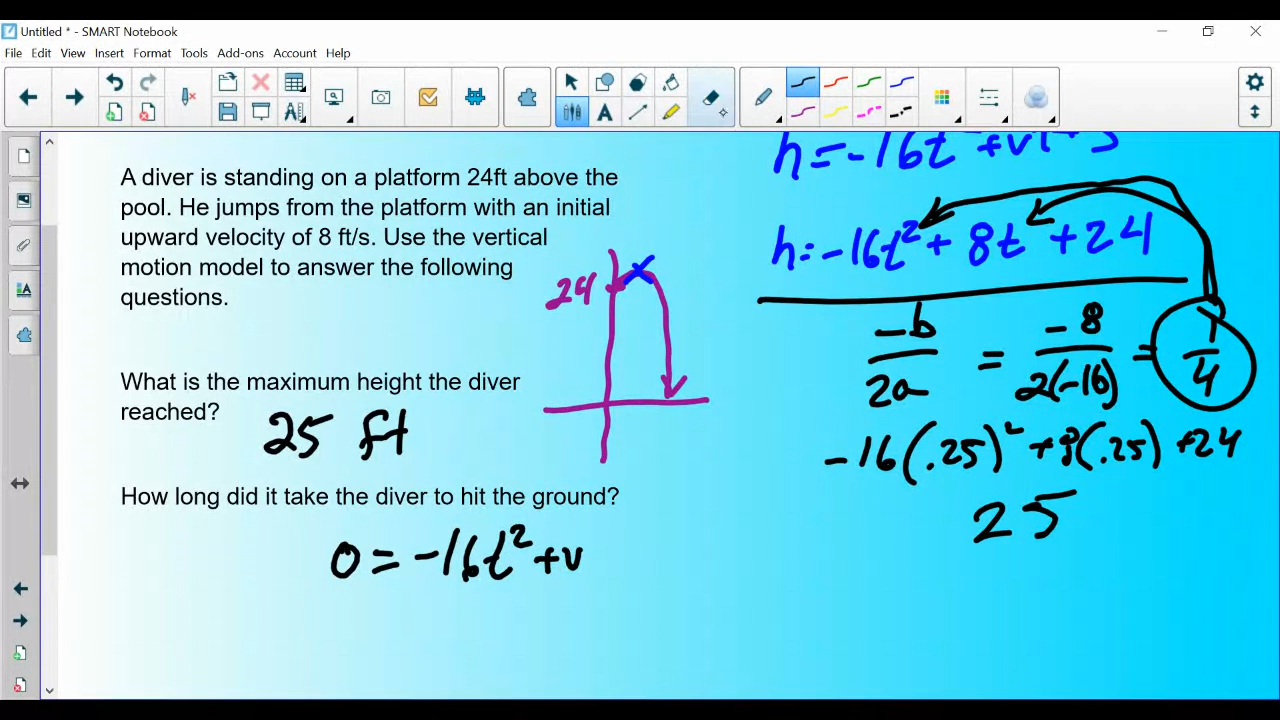 Untitled * - SMART Notebook
File Edit View Insert Format Tools Add-ons Account Help
A diver is standing on a platform 24ft above the
pool. He jumps from the platform with an initial
upward velocity of 8 ft/s. Use the vertical
motion model to answer the following
questions.
24
What is the maximum height the diver
reached?
25 ft
How long did it take the diver to hit the ground?
0 = -16t² + v
h = -16t² + vt + s
h = -16t² + 8t + 24
-b/2a = -8/2(-16) = 1/4
-16(.25)² + 8(.25) + 24
25